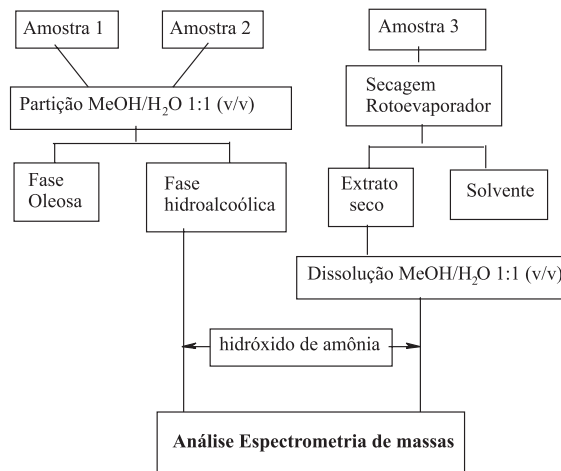 Amostra 1
Amostra 2
Amostra 3
Partição MeOH/H₂O 1:1 (v/v)
Secagem
Rotoevaporador
Fase
Oleosa
Fase
hidroalcoólica
Extrato
seco
Solvente
Dissolução MeOH/H₂O 1:1 (v/v)
hidróxido de amônia
Análise Espectrometria de massas